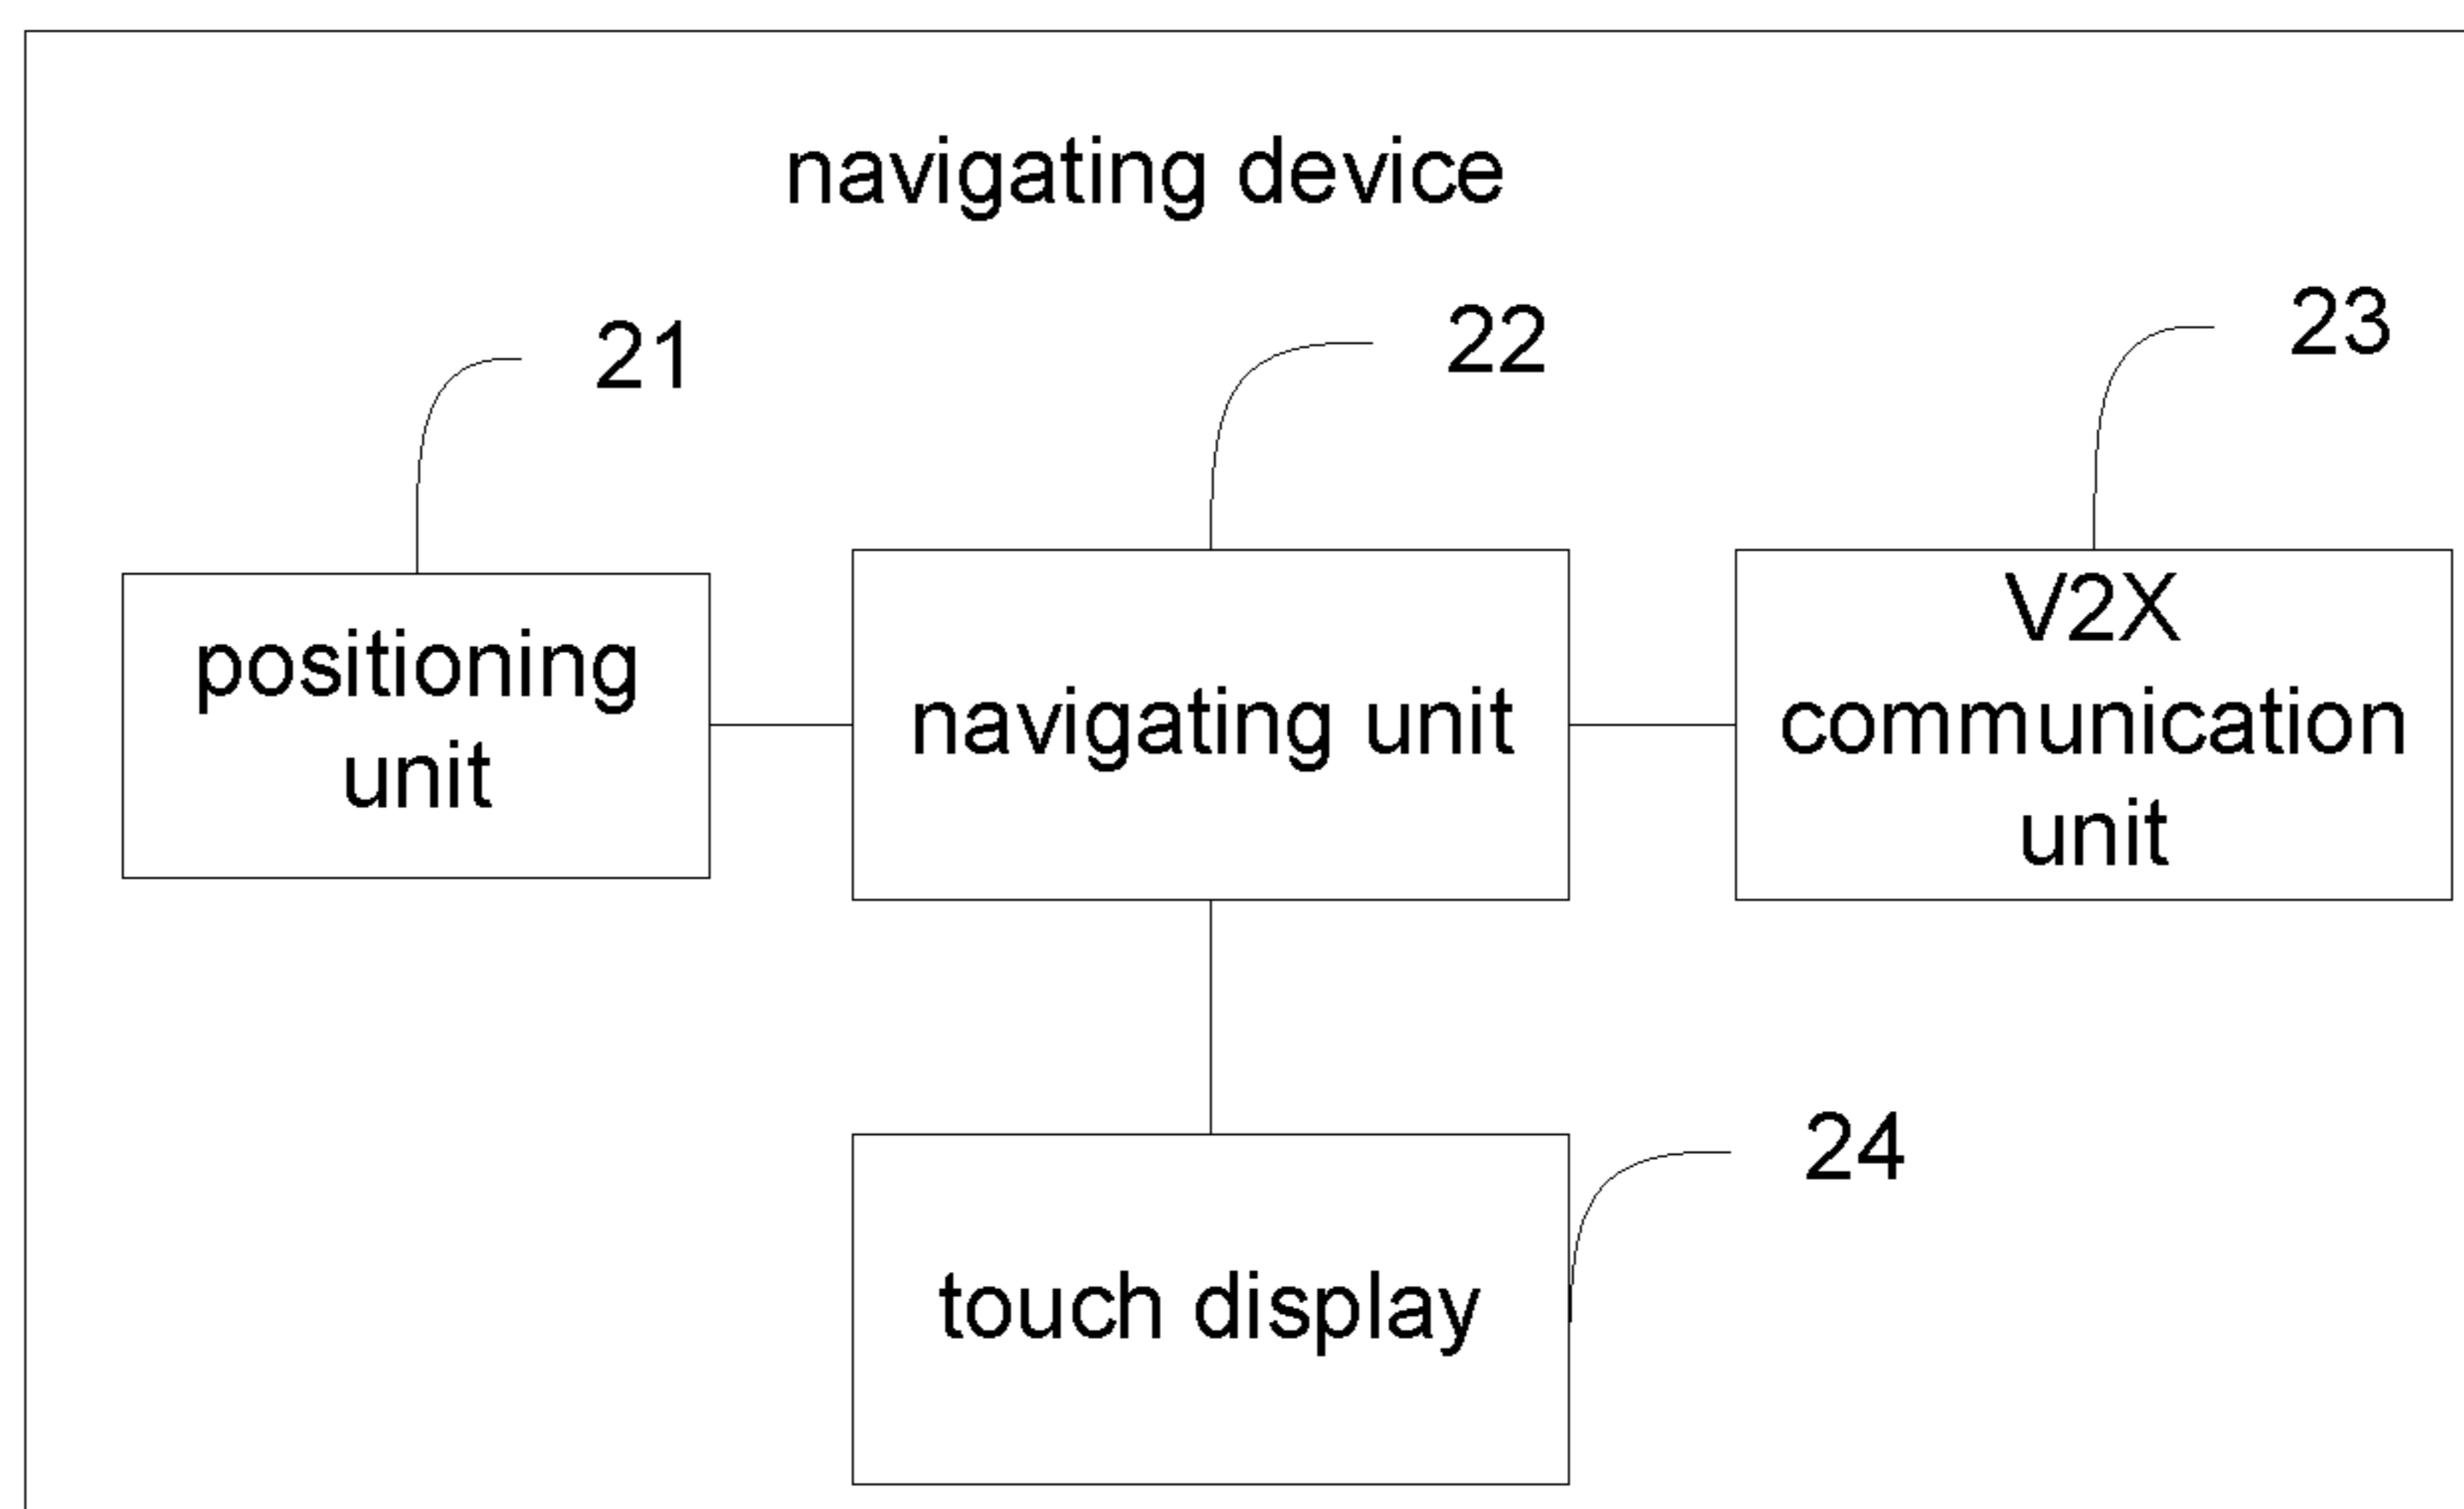 navigating device
21
22
23
positioning
unit
navigating unit
V2X
communication
unit
24
touch display